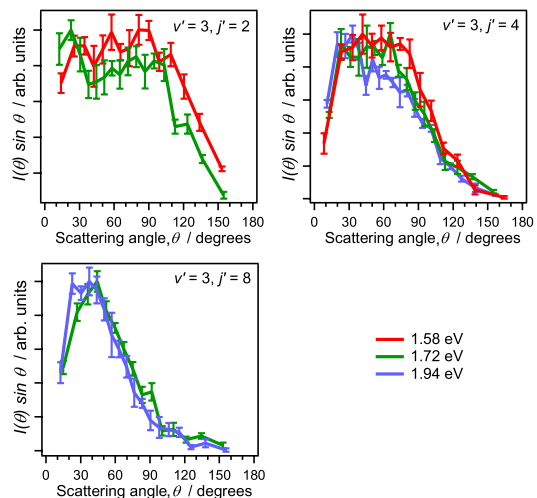 v' = 3, j' = 2
I(θ) sin θ / arb. units
0 30 60 90 120 150 180
Scattering angle, θ / degrees
v' = 3, j' = 4
I(θ) sin θ / arb. units
0 30 60 90 120 150 180
Scattering angle, θ / degrees
v' = 3, j' = 8
I(θ) sin θ / arb. units
0 30 60 90 120 150 180
Scattering angle, θ / degrees
1.58 eV
1.72 eV
1.94 eV